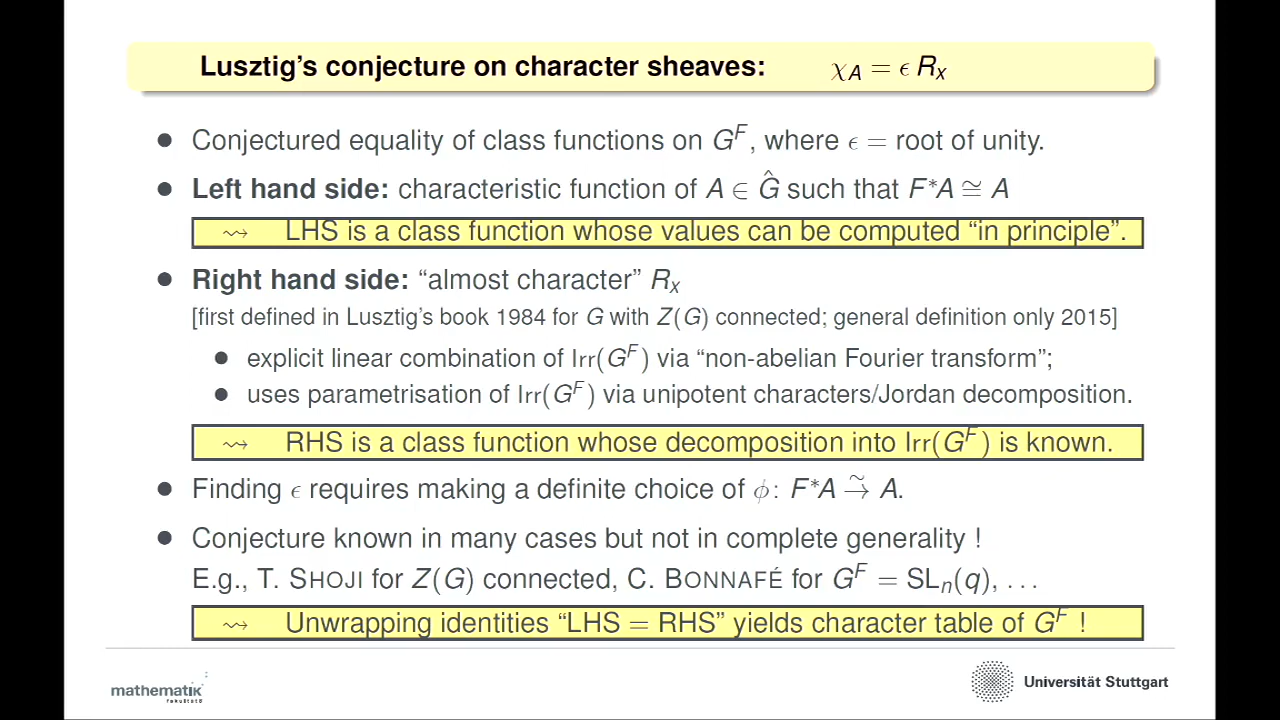 Lusztig's conjecture on character sheaves: χ_A = ϵ R_x
● Conjectured equality of class functions on G^F, where ϵ = root of unity.
● Left hand side: characteristic function of A ∈ Ĝ such that F*A ≅ A
⇝ LHS is a class function whose values can be computed "in principle".
● Right hand side: "almost character" R_x
[first defined in Lusztig's book 1984 for G with Z(G) connected; general definition only 2015]
● explicit linear combination of Irr(G^F) via "non-abelian Fourier transform";
● uses parametrisation of Irr(G^F) via unipotent characters/Jordan decomposition.
⇝ RHS is a class function whose decomposition into Irr(G^F) is known.
● Finding ϵ requires making a definite choice of ϕ: F*A ⥲ A.
● Conjecture known in many cases but not in complete generality !
E.g., T. SHOJI for Z(G) connected, C. BONNAFÉ for G^F = SL_n(q), …
⇝ Unwrapping identities "LHS = RHS" yields character table of G^F !
mathematik
fakultät
Universität Stuttgart